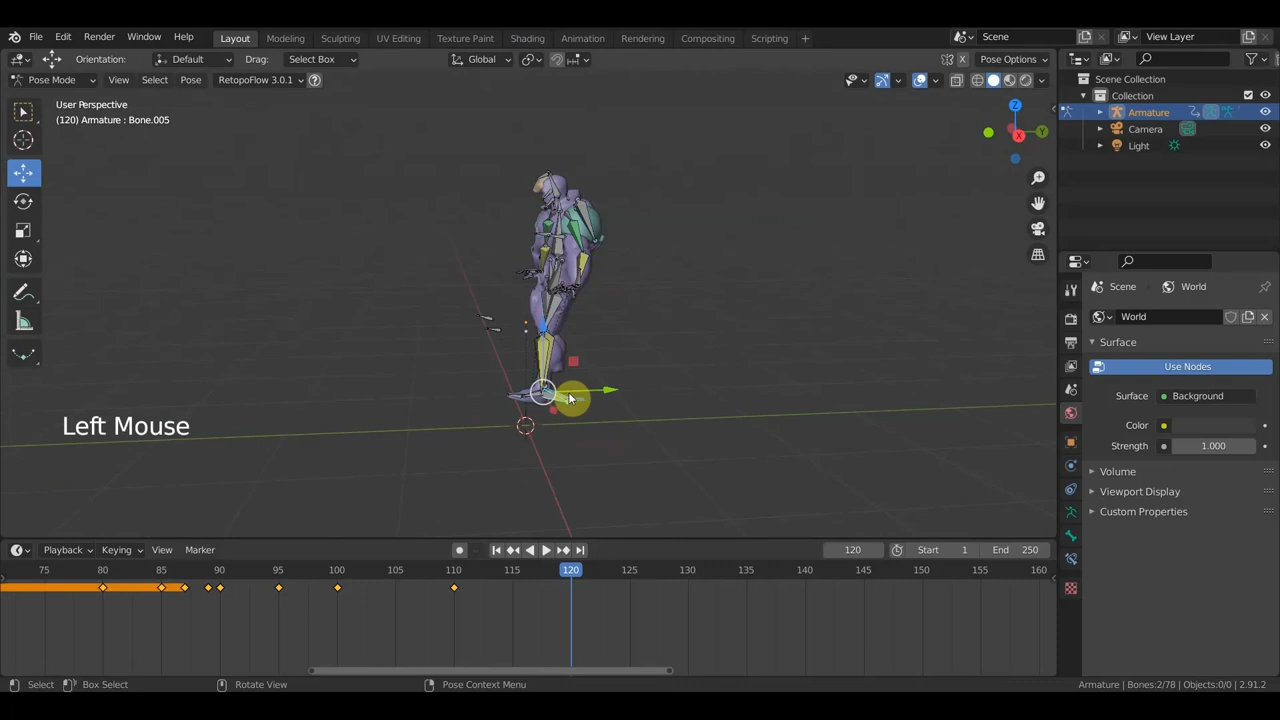 File Edit Render Window Help Layout Modeling Sculpting UV Editing Texture Paint Shading Animation Rendering Compositing Scripting + Scene View Layer
Orientation: Default Drag: Select Box Global X Pose Options
Pose Mode View Select Pose RetopoFlow 3.0.1 ?
Scene Collection
Collection
Armature
Camera
Light
User Perspective
(120) Armature : Bone.005
Z
Y
X
Scene World
World
Surface
Use Nodes
Surface Background
Color
Strength 1.000
Volume
Viewport Display
Custom Properties
Left Mouse
Playback Keying View Marker 120 Start 1 End 250
75 80 85 90 95 100 105 110 115 120 125 130 135 140 145 150 155 160
Select Box Select Rotate View Pose Context Menu Armature | Bones:2/78 | Objects:0/0 | 2.91.2